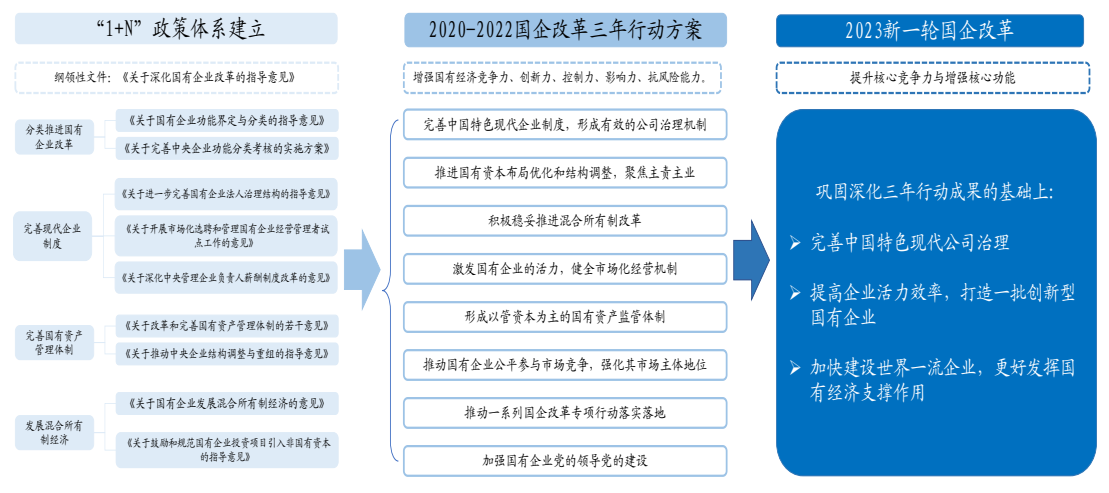 “1+N”政策体系建立
纲领性文件：《关于深化国有企业改革的指导意见》
分类推进国有
企业改革
《关于国有企业功能界定与分类的指导意见》
《关于完善中央企业功能分类考核的实施方案》
完善现代企业
制度
《关于进一步完善国有企业法人治理结构的指导意见》
《关于开展市场化选聘和管理国有企业经营管理者试
点工作的意见》
《关于深化中央管理企业负责人薪酬制度改革的意见》
完善国有资产
管理体制
《关于改革和完善国有资产管理体制的若干意见》
《关于推动中央企业结构调整与重组的指导意见》
发展混合所有
制经济
《关于国有企业发展混合所有制经济的意见》
《关于鼓励和规范国有企业投资项目引入非国有资本
的指导意见》
2020-2022国企改革三年行动方案
增强国有经济竞争力、创新力、控制力、影响力、抗风险能力。
完善中国特色现代企业制度，形成有效的公司治理机制
推进国有资本布局优化和结构调整，聚焦主责主业
积极稳妥推进混合所有制改革
激发国有企业的活力，健全市场化经营机制
形成以管资本为主的国有资产监管体制
推动国有企业公平参与市场竞争，强化其市场主体地位
推动一系列国企改革专项行动落实落地
加强国有企业党的领导党的建设
2023新一轮国企改革
提升核心竞争力与增强核心功能
巩固深化三年行动成果的基础上：
➢ 完善中国特色现代公司治理
➢ 提高企业活力效率，打造一批创新型
国有企业
➢ 加快建设世界一流企业，更好发挥国
有经济支撑作用